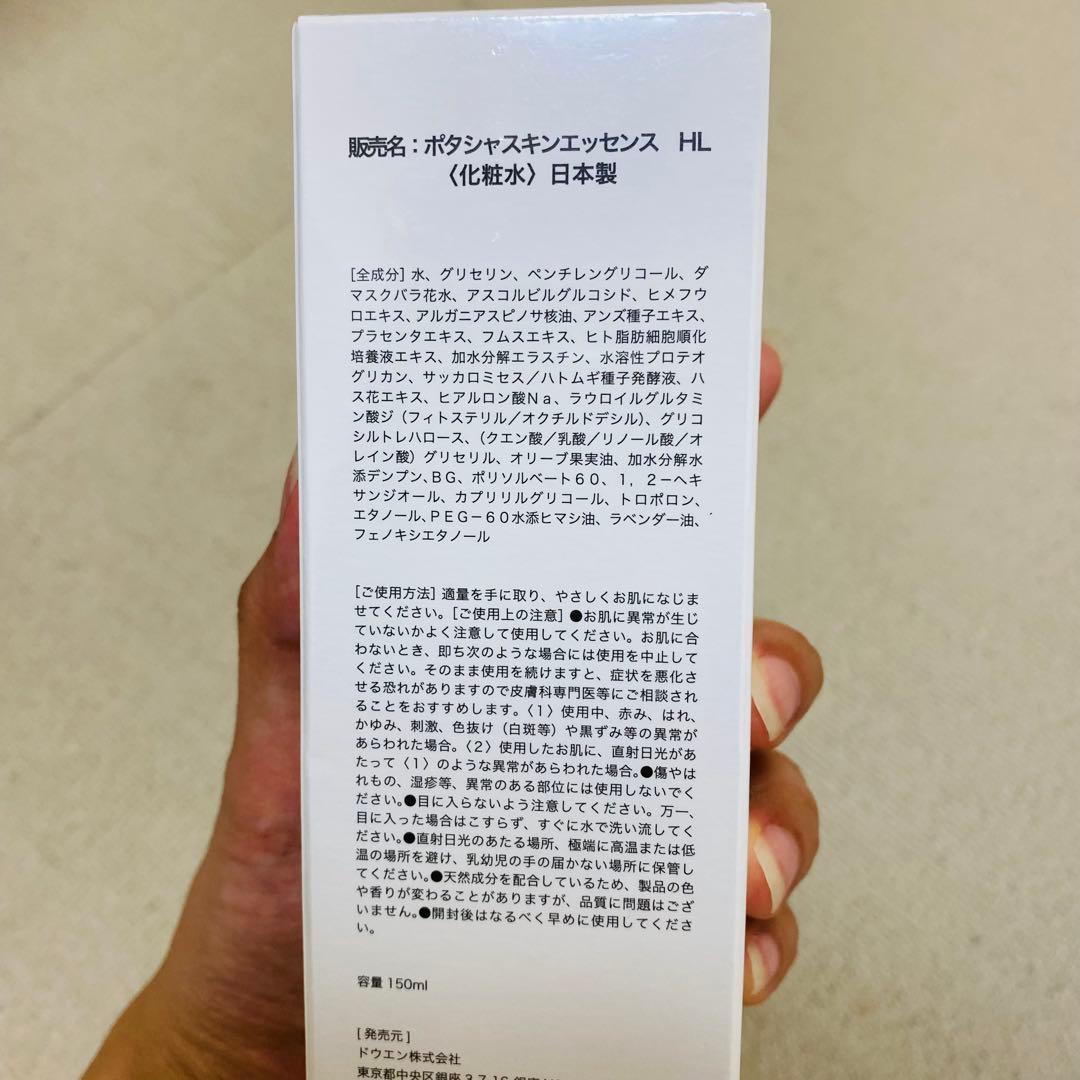 販売名：ポタシャスキンエッセンス　HL
〈化粧水〉日本製
[全成分] 水、グリセリン、ペンチレングリコール、ダ
マスクバラ花水、アスコルビルグルコシド、ヒメフウ
ロエキス、アルガニアスピノサ核油、アンズ種子エキス、
プラセンタエキス、フムスエキス、ヒト脂肪細胞順化
培養液エキス、加水分解エラスチン、水溶性プロテオ
グリカン、サッカロミセス／ハトムギ種子発酵液、ハ
ス花エキス、ヒアルロン酸Ｎａ、ラウロイルグルタミ
ン酸ジ（フィトステリル／オクチルドデシル）、グリコ
シルトレハロース、（クエン酸／乳酸／リノール酸／オ
レイン酸）グリセリル、オリーブ果実油、加水分解水
添デンプン、ＢＧ、ポリソルベート６０、１，２－ヘキ
サンジオール、カプリリルグリコール、トロポロン、
エタノール、ＰＥＧ－６０水添ヒマシ油、ラベンダー油、
フェノキシエタノール
[ご使用方法] 適量を手に取り、やさしくお肌になじま
せてください。[ご使用上の注意] ●お肌に異常が生じ
ていないかよく注意して使用してください。お肌に合
わないとき、即ち次のような場合には使用を中止して
ください。そのまま使用を続けますと、症状を悪化さ
せる恐れがありますので皮膚科専門医等にご相談され
ることをおすすめします。〈1〉使用中、赤み、はれ、
かゆみ、刺激、色抜け（白斑等）や黒ずみ等の異常が
あらわれた場合。〈2〉使用したお肌に、直射日光があ
たって〈1〉のような異常があらわれた場合。●傷やは
れもの、湿疹等、異常のある部位には使用しないでく
ださい。●目に入らないよう注意してください。万一、
目に入った場合はこすらず、すぐに水で洗い流してく
ださい。●直射日光のあたる場所、極端に高温または低
温の場所を避け、乳幼児の手の届かない場所に保管し
てください。●天然成分を配合しているため、製品の色
や香りが変わることがありますが、品質に問題はござ
いません。●開封後はなるべく早めに使用してくださ
い。
容量 150ml
[ 発売元 ]
ドウエン株式会社
東京都中央区銀座 3-7-16